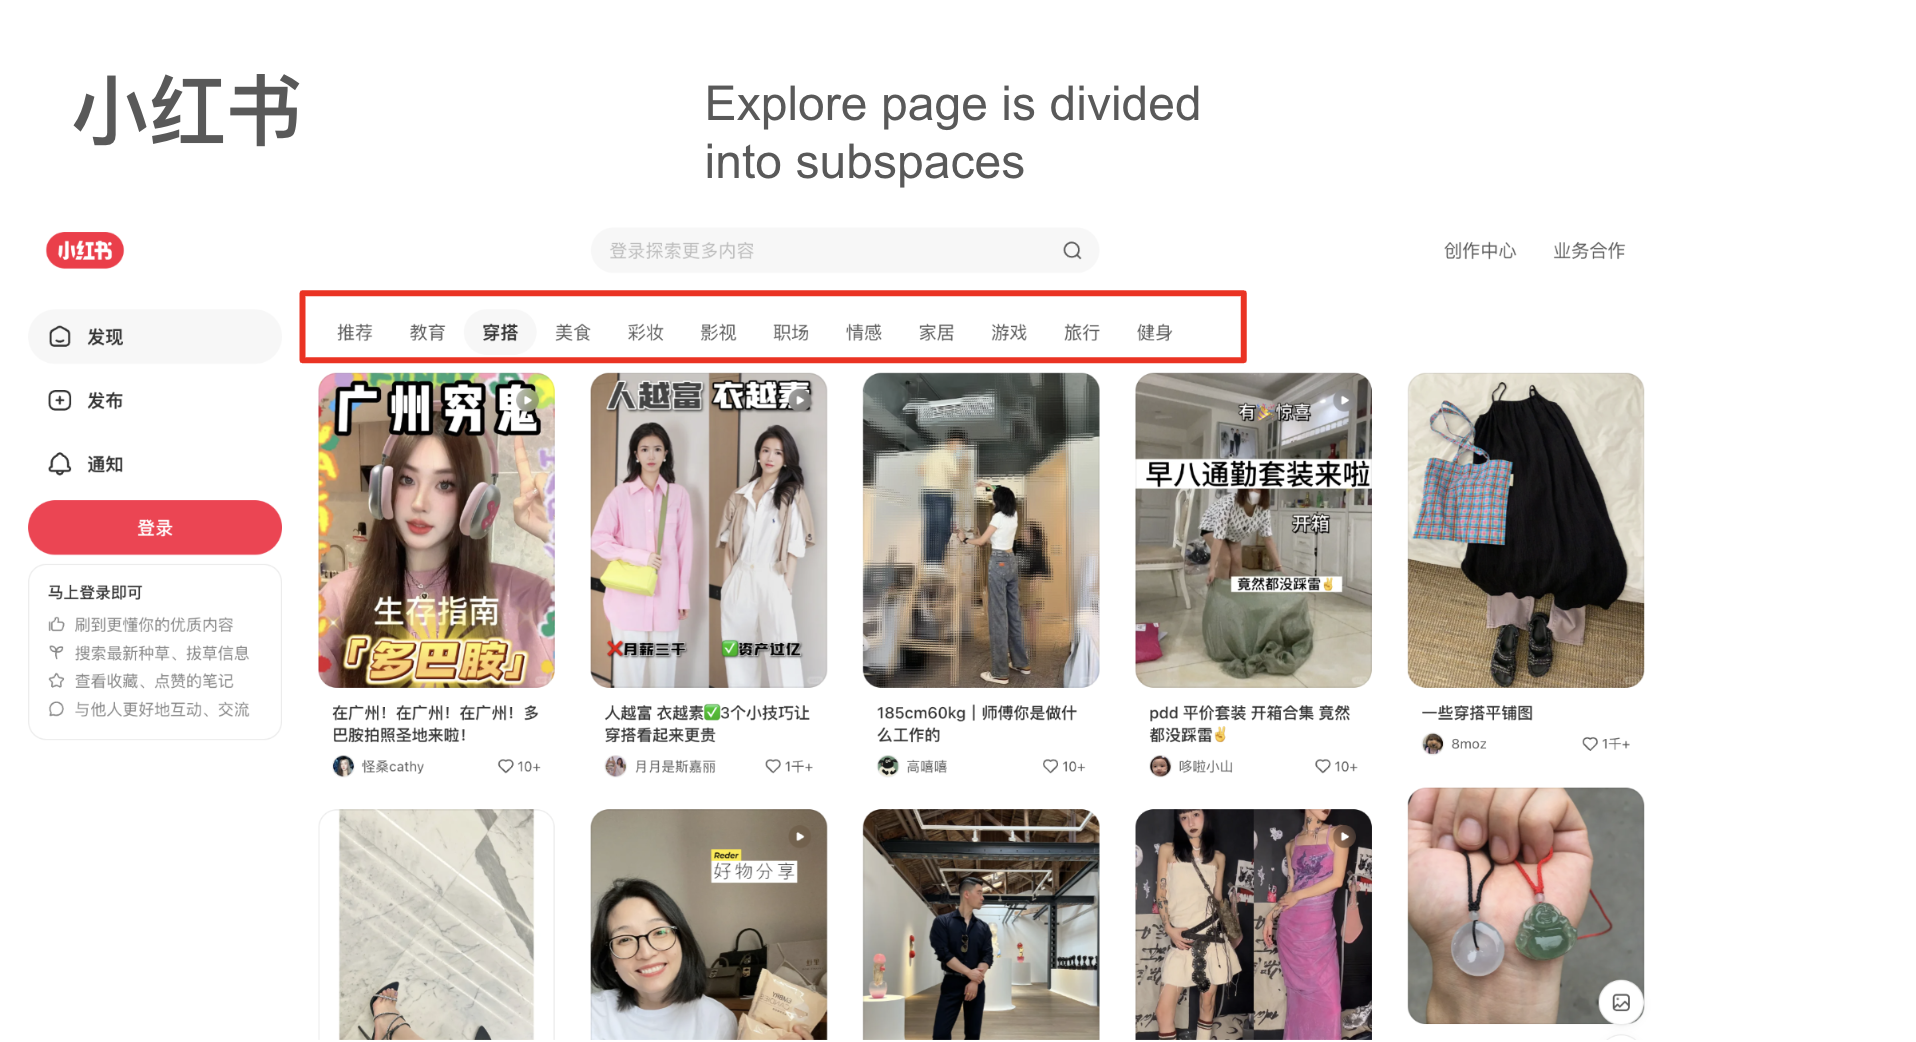 小红书
Explore page is divided
into subspaces
小红书
登录探索更多内容
创作中心 业务合作
发现
发布
通知
登录
马上登录即可
刷到更懂你的优质内容
搜索最新种草、拔草信息
查看收藏、点赞的笔记
与他人更好地互动、交流
推荐 教育 穿搭 美食 彩妆 影视 职场 情感 家居 游戏 旅行 健身
广州穷鬼
生存指南
「多巴胺」
在广州！在广州！在广州！多
巴胺拍照圣地来啦！
怪桑cathy 10+
人越富 衣越素
❌月薪三千 ✅资产过亿
人越富 衣越素✅3个小技巧让
穿搭看起来更贵
月月是斯嘉丽 1千+
185cm60kg｜师傅你是做什
么工作的
高嘻嘻 10+
有🎉惊喜
早八通勤套装来啦
开箱
竟然都没踩雷✌️
pdd 平价套装 开箱合集 竟然
都没踩雷✌️
哆啦小山 10+
一些穿搭平铺图
8moz 1千+
Reder
好物分享